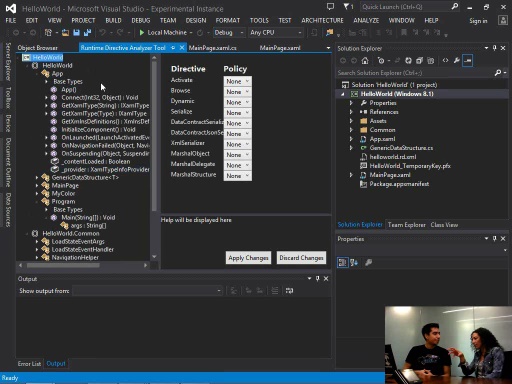 HelloWorld - Microsoft Visual Studio - Experimental Instance
1
Quick Launch (Ctrl+Q)
FILE EDIT VIEW PROJECT BUILD DEBUG TEAM DESIGN FORMAT TOOLS TEST ARCHITECTURE ANALYZE WINDOW HELP
Sign in
Local Machine Debug Any CPU
Server Explorer
Toolbox
Device
Document Outline
Data Sources
Object Browser
Runtime Directive Analyzer Tool
MainPage.xaml.cs
MainPage.xaml
HelloWorld
HelloWorld
App
Base Types
App()
Connect(Int32, Object) : Void
GetXamlType(String) : IXamlType
GetXamlType(Type) : IXamlType
GetXmlnsDefinitions() : XmlnsDef
InitializeComponent() : Void
OnLaunched(LaunchActivatedEve
OnNavigationFailed(Object, Navi
OnSuspending(Object, Suspend
_contentLoaded : Boolean
_provider : XamlTypeInfoProvider
GenericDataStructure<T>
MainPage
MyColor
Program
Base Types
Main(String[]) : Void
args : String[]
HelloWorld.Common
LoadStateEventArgs
LoadStateEventHandler
NavigationHelper
Directive Policy
Activate None
Browse None
Dynamic None
Serialize None
DataContractSerializer None
DataContractJsonSerializer None
XmlSerializer None
MarshalObject None
MarshalDelegate None
MarshalStructure None
Help will be displayed here
Apply Changes
Discard Changes
Solution Explorer
Search Solution Explorer (Ctrl+;)
Solution 'HelloWorld' (1 project)
HelloWorld (Windows 8.1)
Properties
References
Assets
Common
App.xaml
GenericDataStructure.cs
helloworld.rd.xml
HelloWorld_TemporaryKey.pfx
MainPage.xaml
Package.appxmanifest
Solution Explorer
Team Explorer
Class View
Properties
Output
Show output from:
Error List
Output
Ready